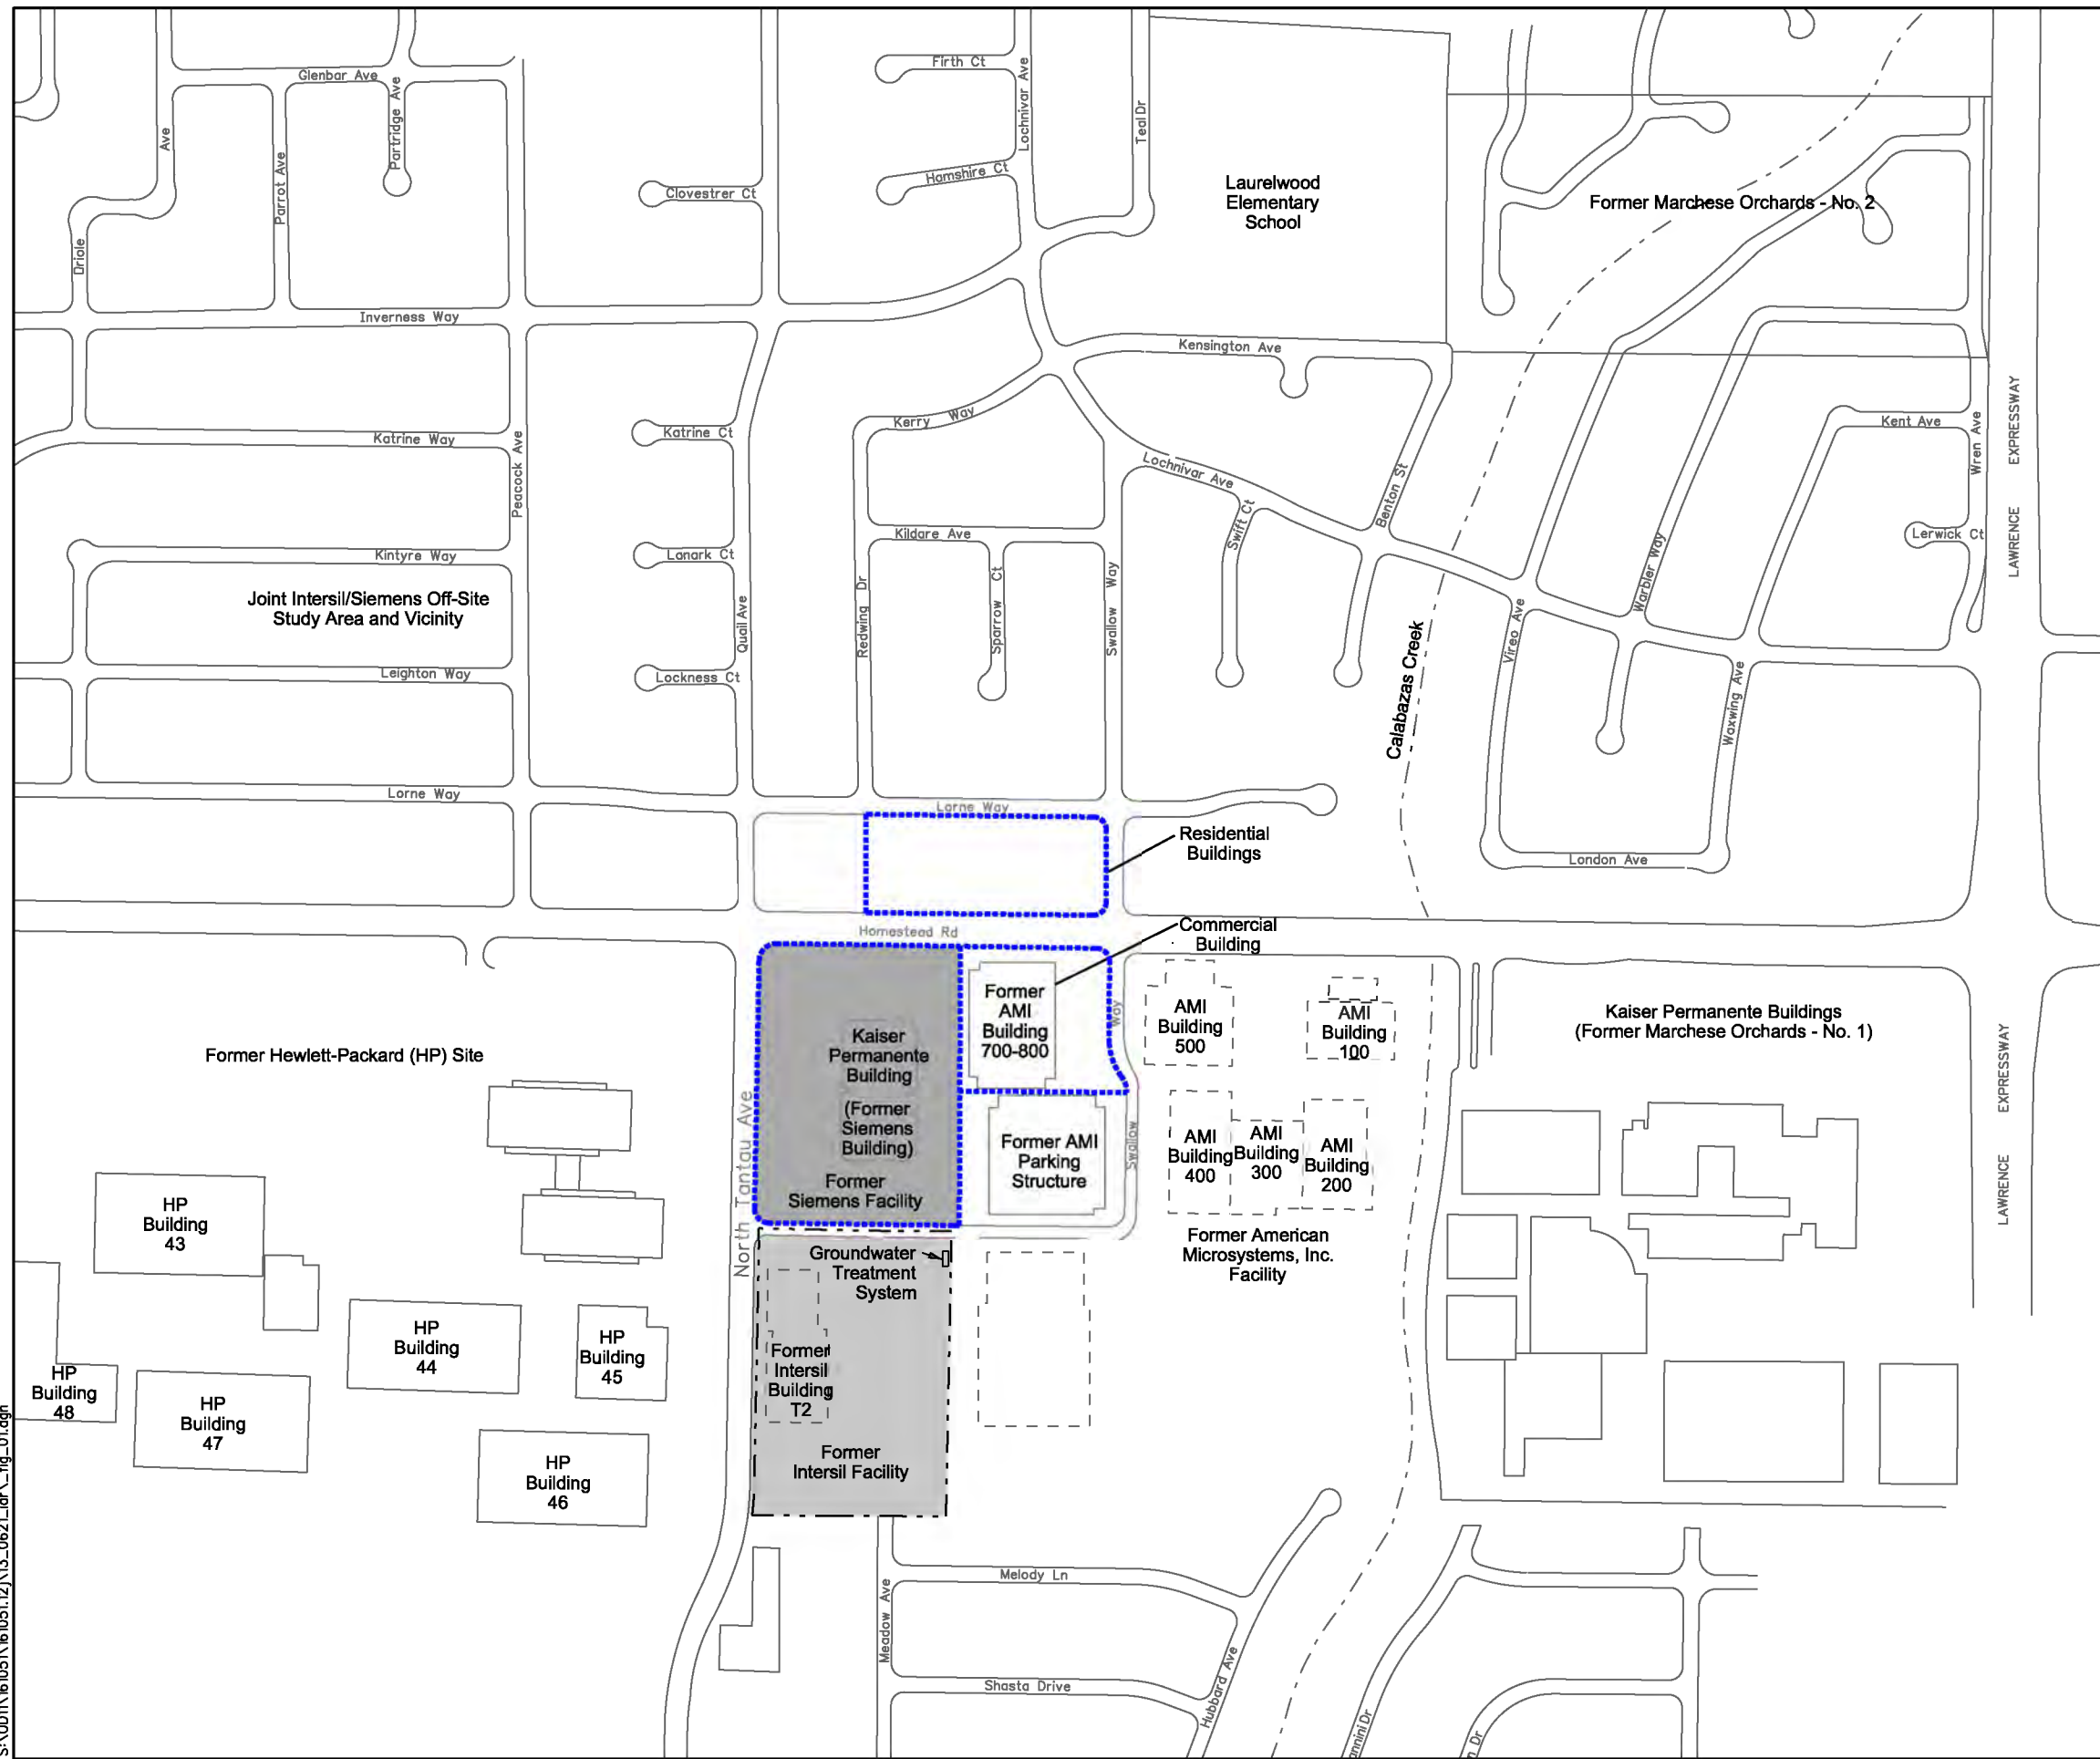 Firth Ct
Glenbar Ave
Partridge Ave
Lochnivar Ave
Teal Dr
Ave
Parrot Ave
Hamshire Ct
Clovestrer Ct
Laurelwood
Elementary
School
Former Marchese Orchards - No. 2
Oriole
Inverness Way
Kensington Ave
Katrine Way
Peacock Ave
Katrine Ct
Kerry Way
Lochnivar Ave
Swift Ct
Benton St
Kent Ave
Wren Ave
LAWRENCE EXPRESSWAY
Kintyre Way
Lanark Ct
Kildare Ave
Lerwick Ct
Joint Intersil/Siemens Off-Site
Study Area and Vicinity
Quail Ave
Redwing Dr
Sparrow Ct
Swallow Way
Calabazas Creek
Vireo Ave
Warbler Way
Waxwing Ave
Leighton Way
Lockness Ct
Lorne Way
Lorne Way
Residential
Buildings
London Ave
Homestead Rd
Commercial
Building
Former
AMI
Building
700-800
Kaiser
Permanente
Building
(Former
Siemens
Building)
Former
Siemens Facility
Swallow Way
AMI
Building
500
AMI
Building
100
Kaiser Permanente Buildings
(Former Marchese Orchards - No. 1)
LAWRENCE EXPRESSWAY
Former Hewlett-Packard (HP) Site
North Tantau Ave
Former AMI
Parking
Structure
AMI
Building
400
AMI
Building
300
AMI
Building
200
Former American
Microsystems, Inc.
Facility
HP
Building
43
Groundwater
Treatment
System
HP
Building
44
HP
Building
45
HP
Building
48
HP
Building
47
HP
Building
46
Former
Intersil
Building
T2
Former
Intersil Facility
Melody Ln
Meadow Ave
Shasta Drive
Hubbard Ave
annini Dr
n Dr